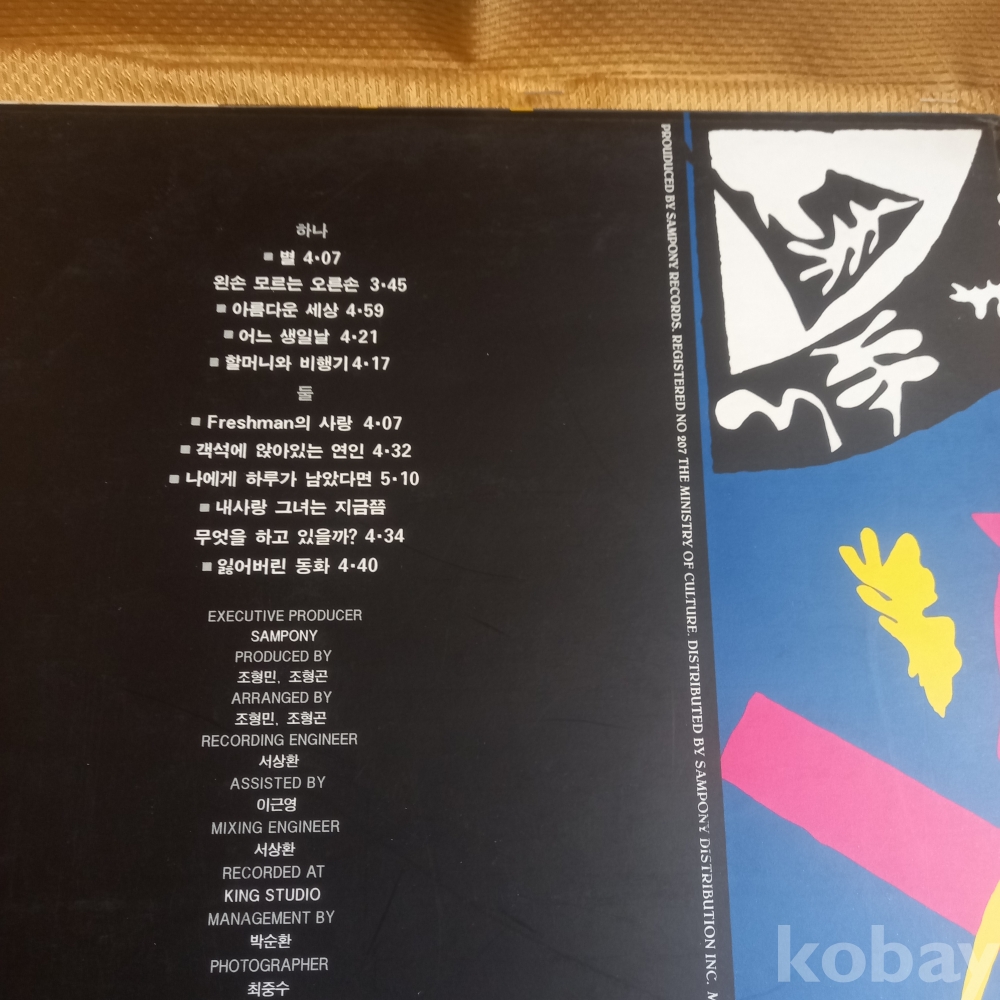 하나
■ 별 4•07
왼손 모르는 오른손 3•45
■ 아름다운 세상 4•59
■ 어느 생일날 4•21
■ 할머니와 비행기 4•17
둘
■ Freshman의 사랑 4•07
■ 객석에 앉아있는 연인 4•32
■ 나에게 하루가 남았다면 5•10
■ 내사랑 그녀는 지금쯤
무엇을 하고 있을까? 4•34
■ 잃어버린 동화 4•40
EXECUTIVE PRODUCER
SAMPONY
PRODUCED BY
조형민, 조형곤
ARRANGED BY
조형민, 조형곤
RECORDING ENGINEER
서상환
ASSISTED BY
이근영
MIXING ENGINEER
서상환
RECORDED AT
KING STUDIO
MANAGEMENT BY
박순환
PHOTOGRAPHER
최중수
PROUDUCED BY SAMPONY RECORDS. REGISTERED NO 207 THE MINISTRY OF CULTURE. DISTRIBUTED BY SAMPONY DISTRIBUTION INC. M
kobay